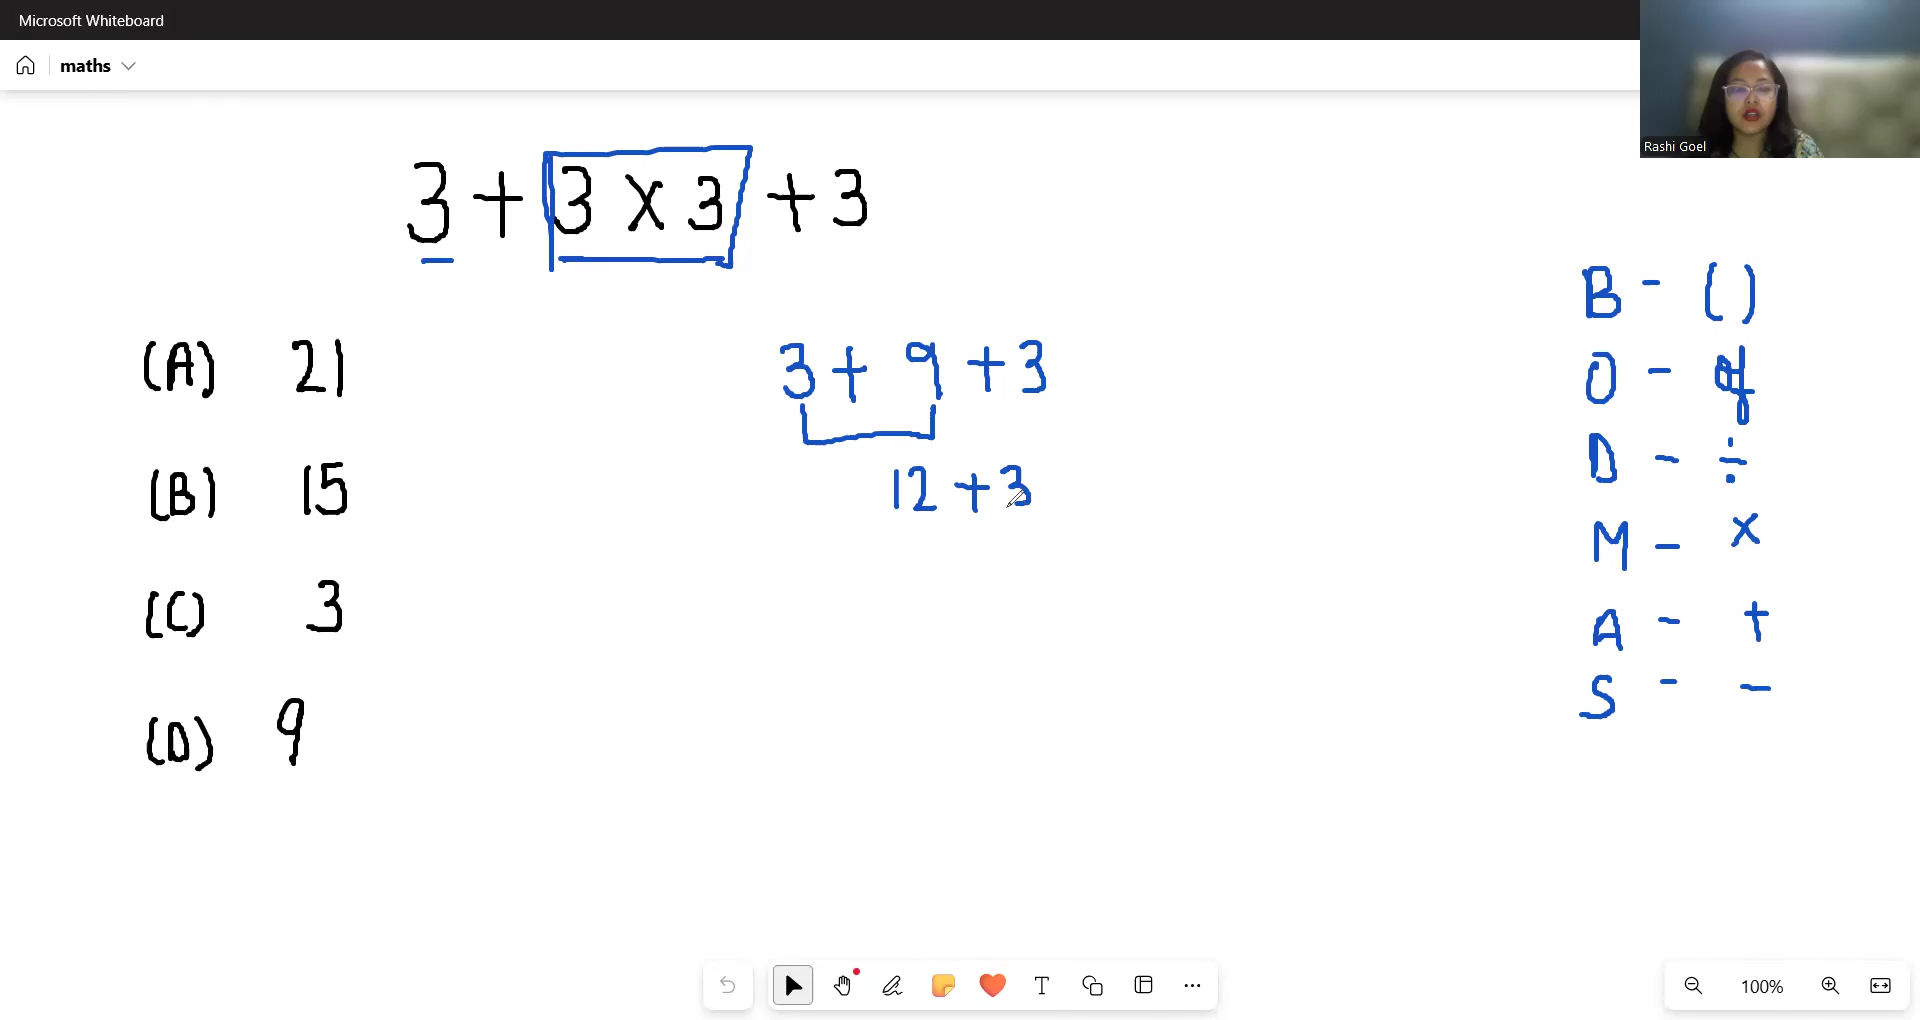 Microsoft Whiteboard
maths
Rashi Goel
3 + 3 x 3 + 3
(A) 21
(B) 15
(C) 3
(D) 9
3 + 9 + 3
12 + 3
B - ()
O - of
D - ÷
M - x
A - +
S - -
T
100%